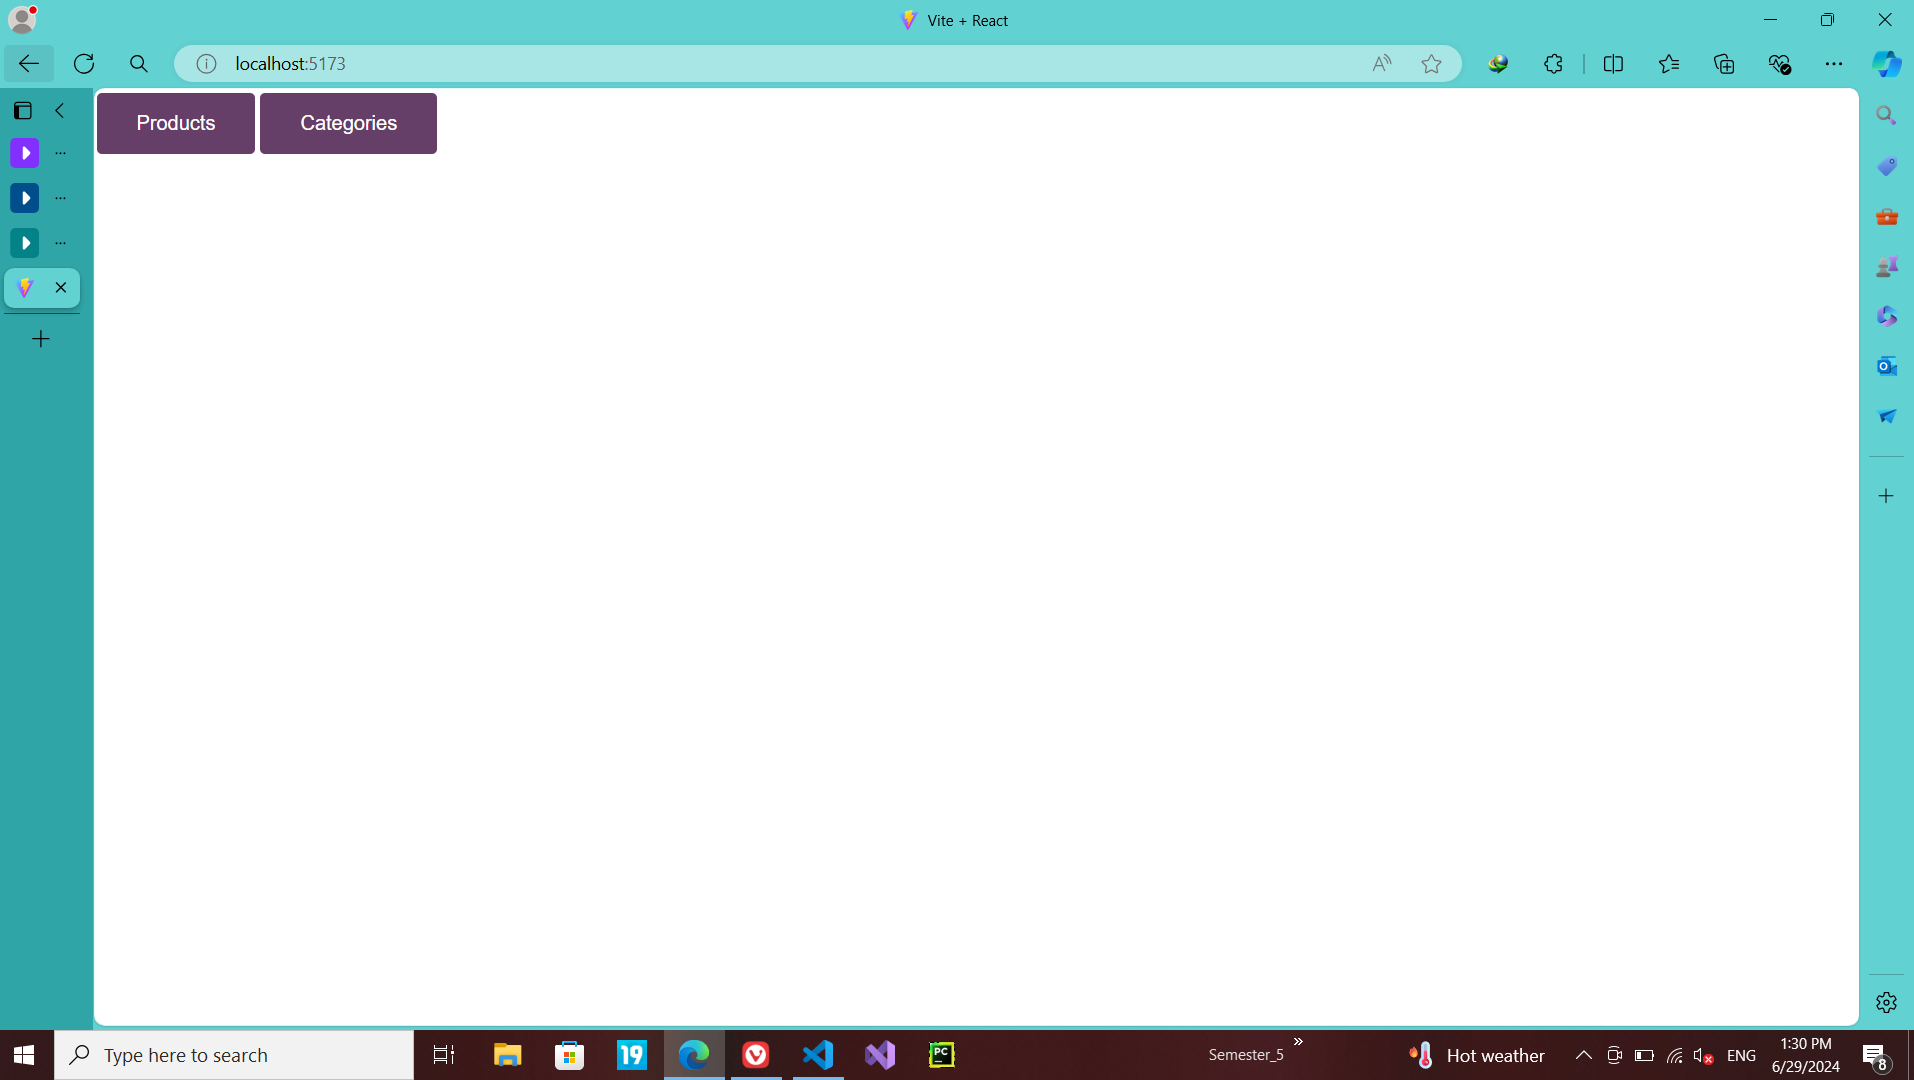 Vite + React
localhost:5173
Products
Categories
Type here to search
19
PC
Semester_5
Hot weather
ENG
1:30 PM
6/29/2024
8